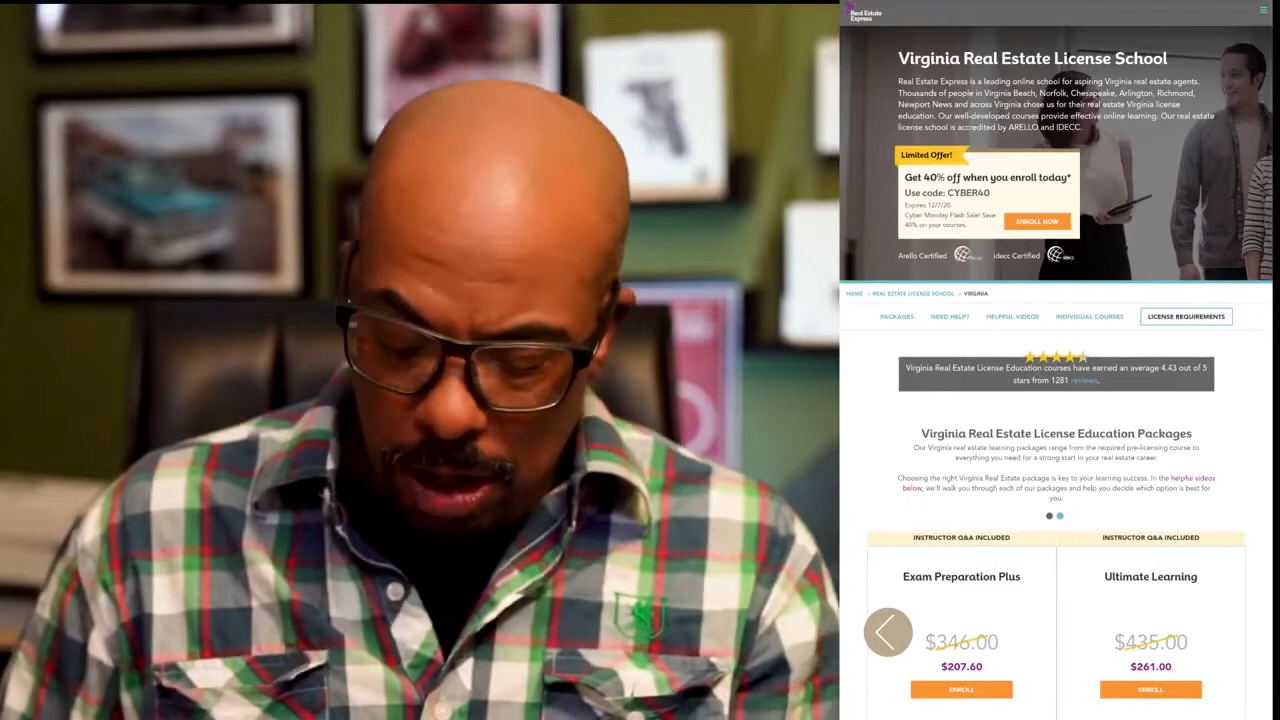 Real Estate
Express
Virginia Real Estate License School
Real Estate Express is a leading online school for aspiring Virginia real estate agents.
Thousands of people in Virginia Beach, Norfolk, Chesapeake, Arlington, Richmond,
Newport News and across Virginia chose us for their real estate Virginia license
education. Our well-developed courses provide effective online learning. Our real estate
license school is accredited by ARELLO and IDECC.
Limited Offer!
Get 40% off when you enroll today*
Use code: CYBER40
Expires 12/7/20.
Cyber Monday Flash Sale! Save
40% on your courses.
ENROLL NOW
Arello Certified
idecc Certified
idecc
HOME > REAL ESTATE LICENSE SCHOOL > VIRGINIA
PACKAGES NEED HELP? HELPFUL VIDEOS INDIVIDUAL COURSES LICENSE REQUIREMENTS
Virginia Real Estate License Education courses have earned an average 4.43 out of 5
stars from 1281 reviews.
Virginia Real Estate License Education Packages
Our Virginia real estate learning packages range from the required pre-licensing course to
everything you need for a strong start in your real estate career.
Choosing the right Virginia Real Estate package is key to your learning success. In the helpful videos
below, we'll walk you through each of our packages and help you decide which option is best for
you.
INSTRUCTOR Q&A INCLUDED
Exam Preparation Plus
$346.00
$207.60
ENROLL
INSTRUCTOR Q&A INCLUDED
Ultimate Learning
$435.00
$261.00
ENROLL